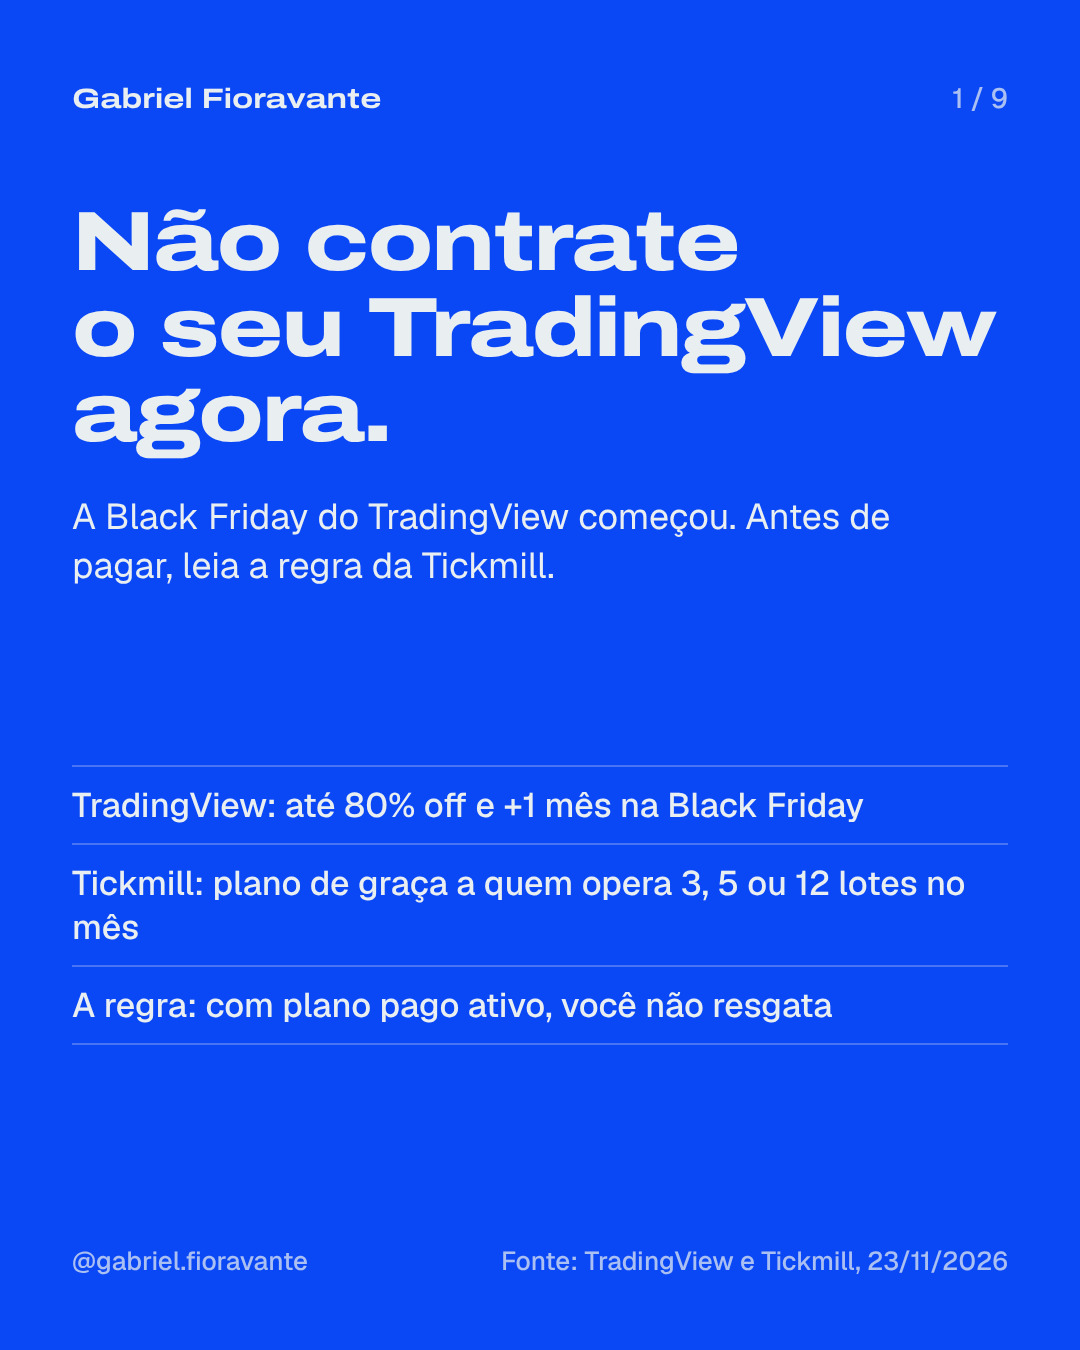 Gabriel Fioravante
1 / 9
Não contrate
o seu TradingView
agora.
A Black Friday do TradingView começou. Antes de
pagar, leia a regra da Tickmill.
TradingView: até 80% off e +1 mês na Black Friday
Tickmill: plano de graça a quem opera 3, 5 ou 12 lotes no
mês
A regra: com plano pago ativo, você não resgata
@gabriel.fioravante
Fonte: TradingView e Tickmill, 23/11/2026